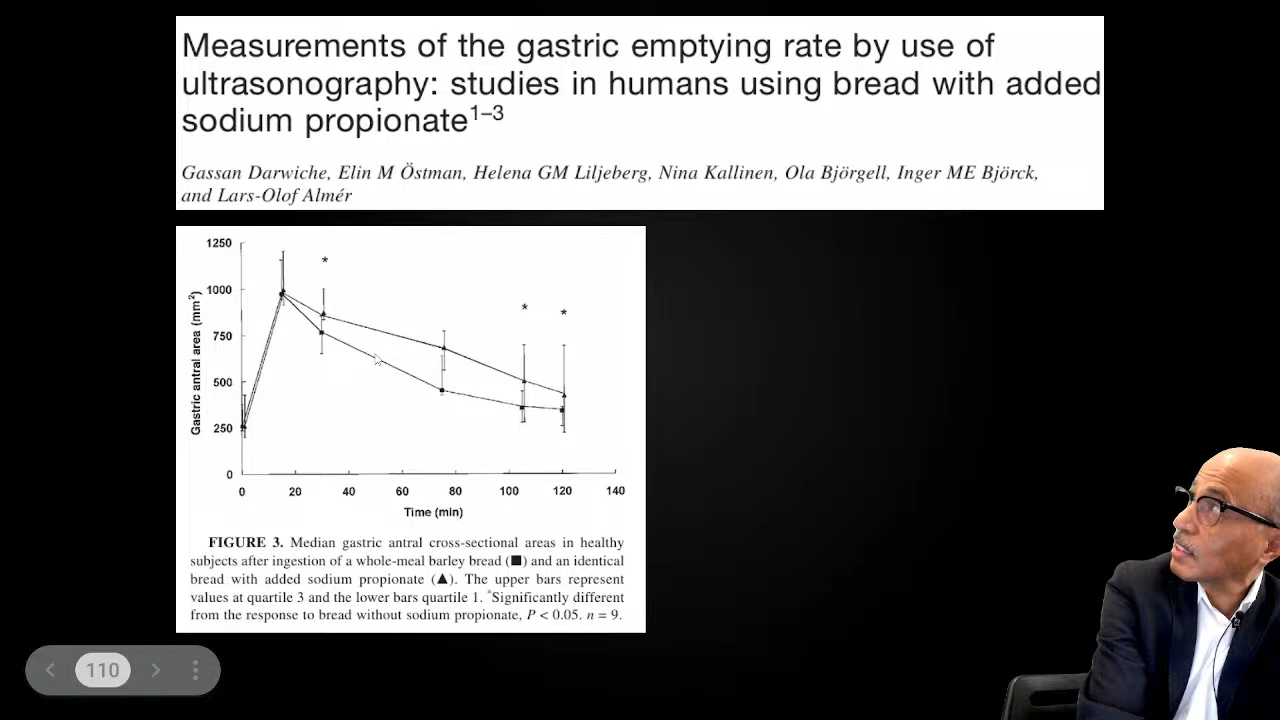 Measurements of the gastric emptying rate by use of
ultrasonography: studies in humans using bread with added
sodium propionate1–3
Gassan Darwiche, Elin M Östman, Helena GM Liljeberg, Nina Kallinen, Ola Björgell, Inger ME Björck,
and Lars-Olof Almér
1250
1000
750
500
250
0
Gastric antral area (mm2)
* * *
0 20 40 60 80 100 120 140
Time (min)
FIGURE 3. Median gastric antral cross-sectional areas in healthy
subjects after ingestion of a whole-meal barley bread (■) and an identical
bread with added sodium propionate (▲). The upper bars represent
values at quartile 3 and the lower bars quartile 1. *Significantly different
from the response to bread without sodium propionate, P < 0.05. n = 9.
110